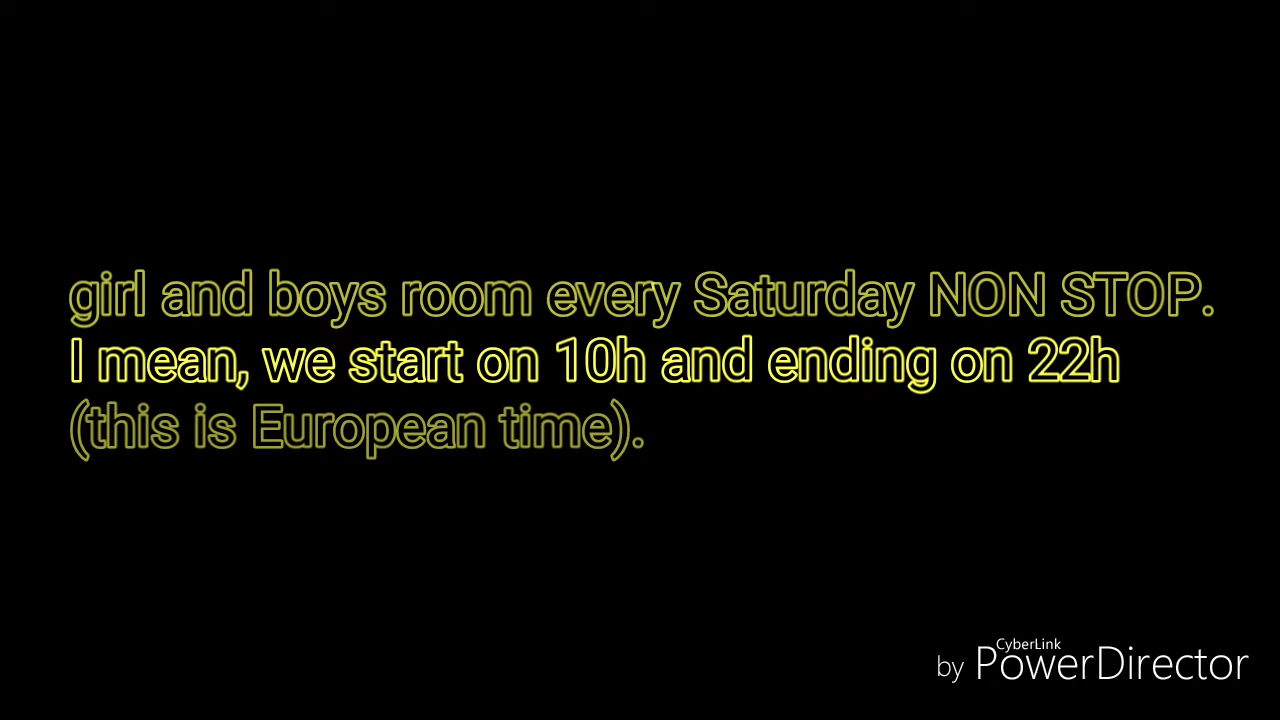 girl and boys room every Saturday NON STOP.
I mean, we start on 10h and ending on 22h
(this is European time).
CyberLink
by PowerDirector